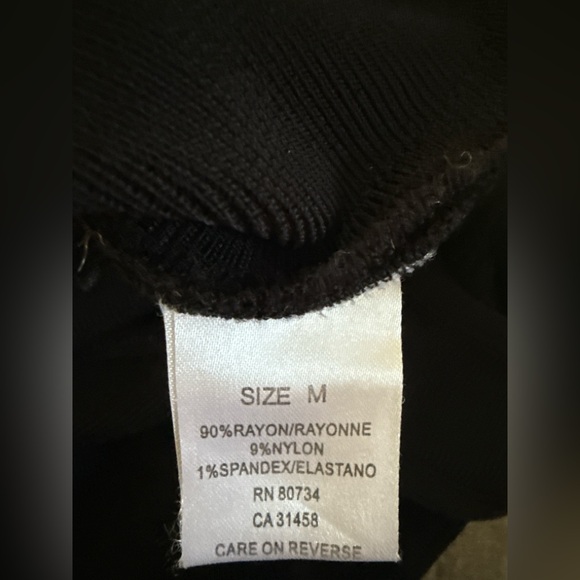 SIZE M
90%RAYON/RAYONNE
9%NYLON
1%SPANDEX/ELASTANO
RN 80734
CA 31458
CARE ON REVERSE